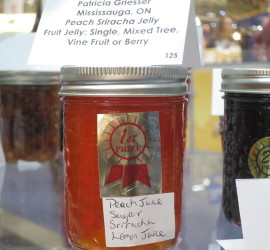 Patricia Griesser
Mississauga, ON
Peach Sriracha Jelly
Fruit Jelly: Single, Mixed Tree,
Vine Fruit or Berry
125
1st
PRIZE
Peach Juice
Sugar
Sriracha
Lemon Juice